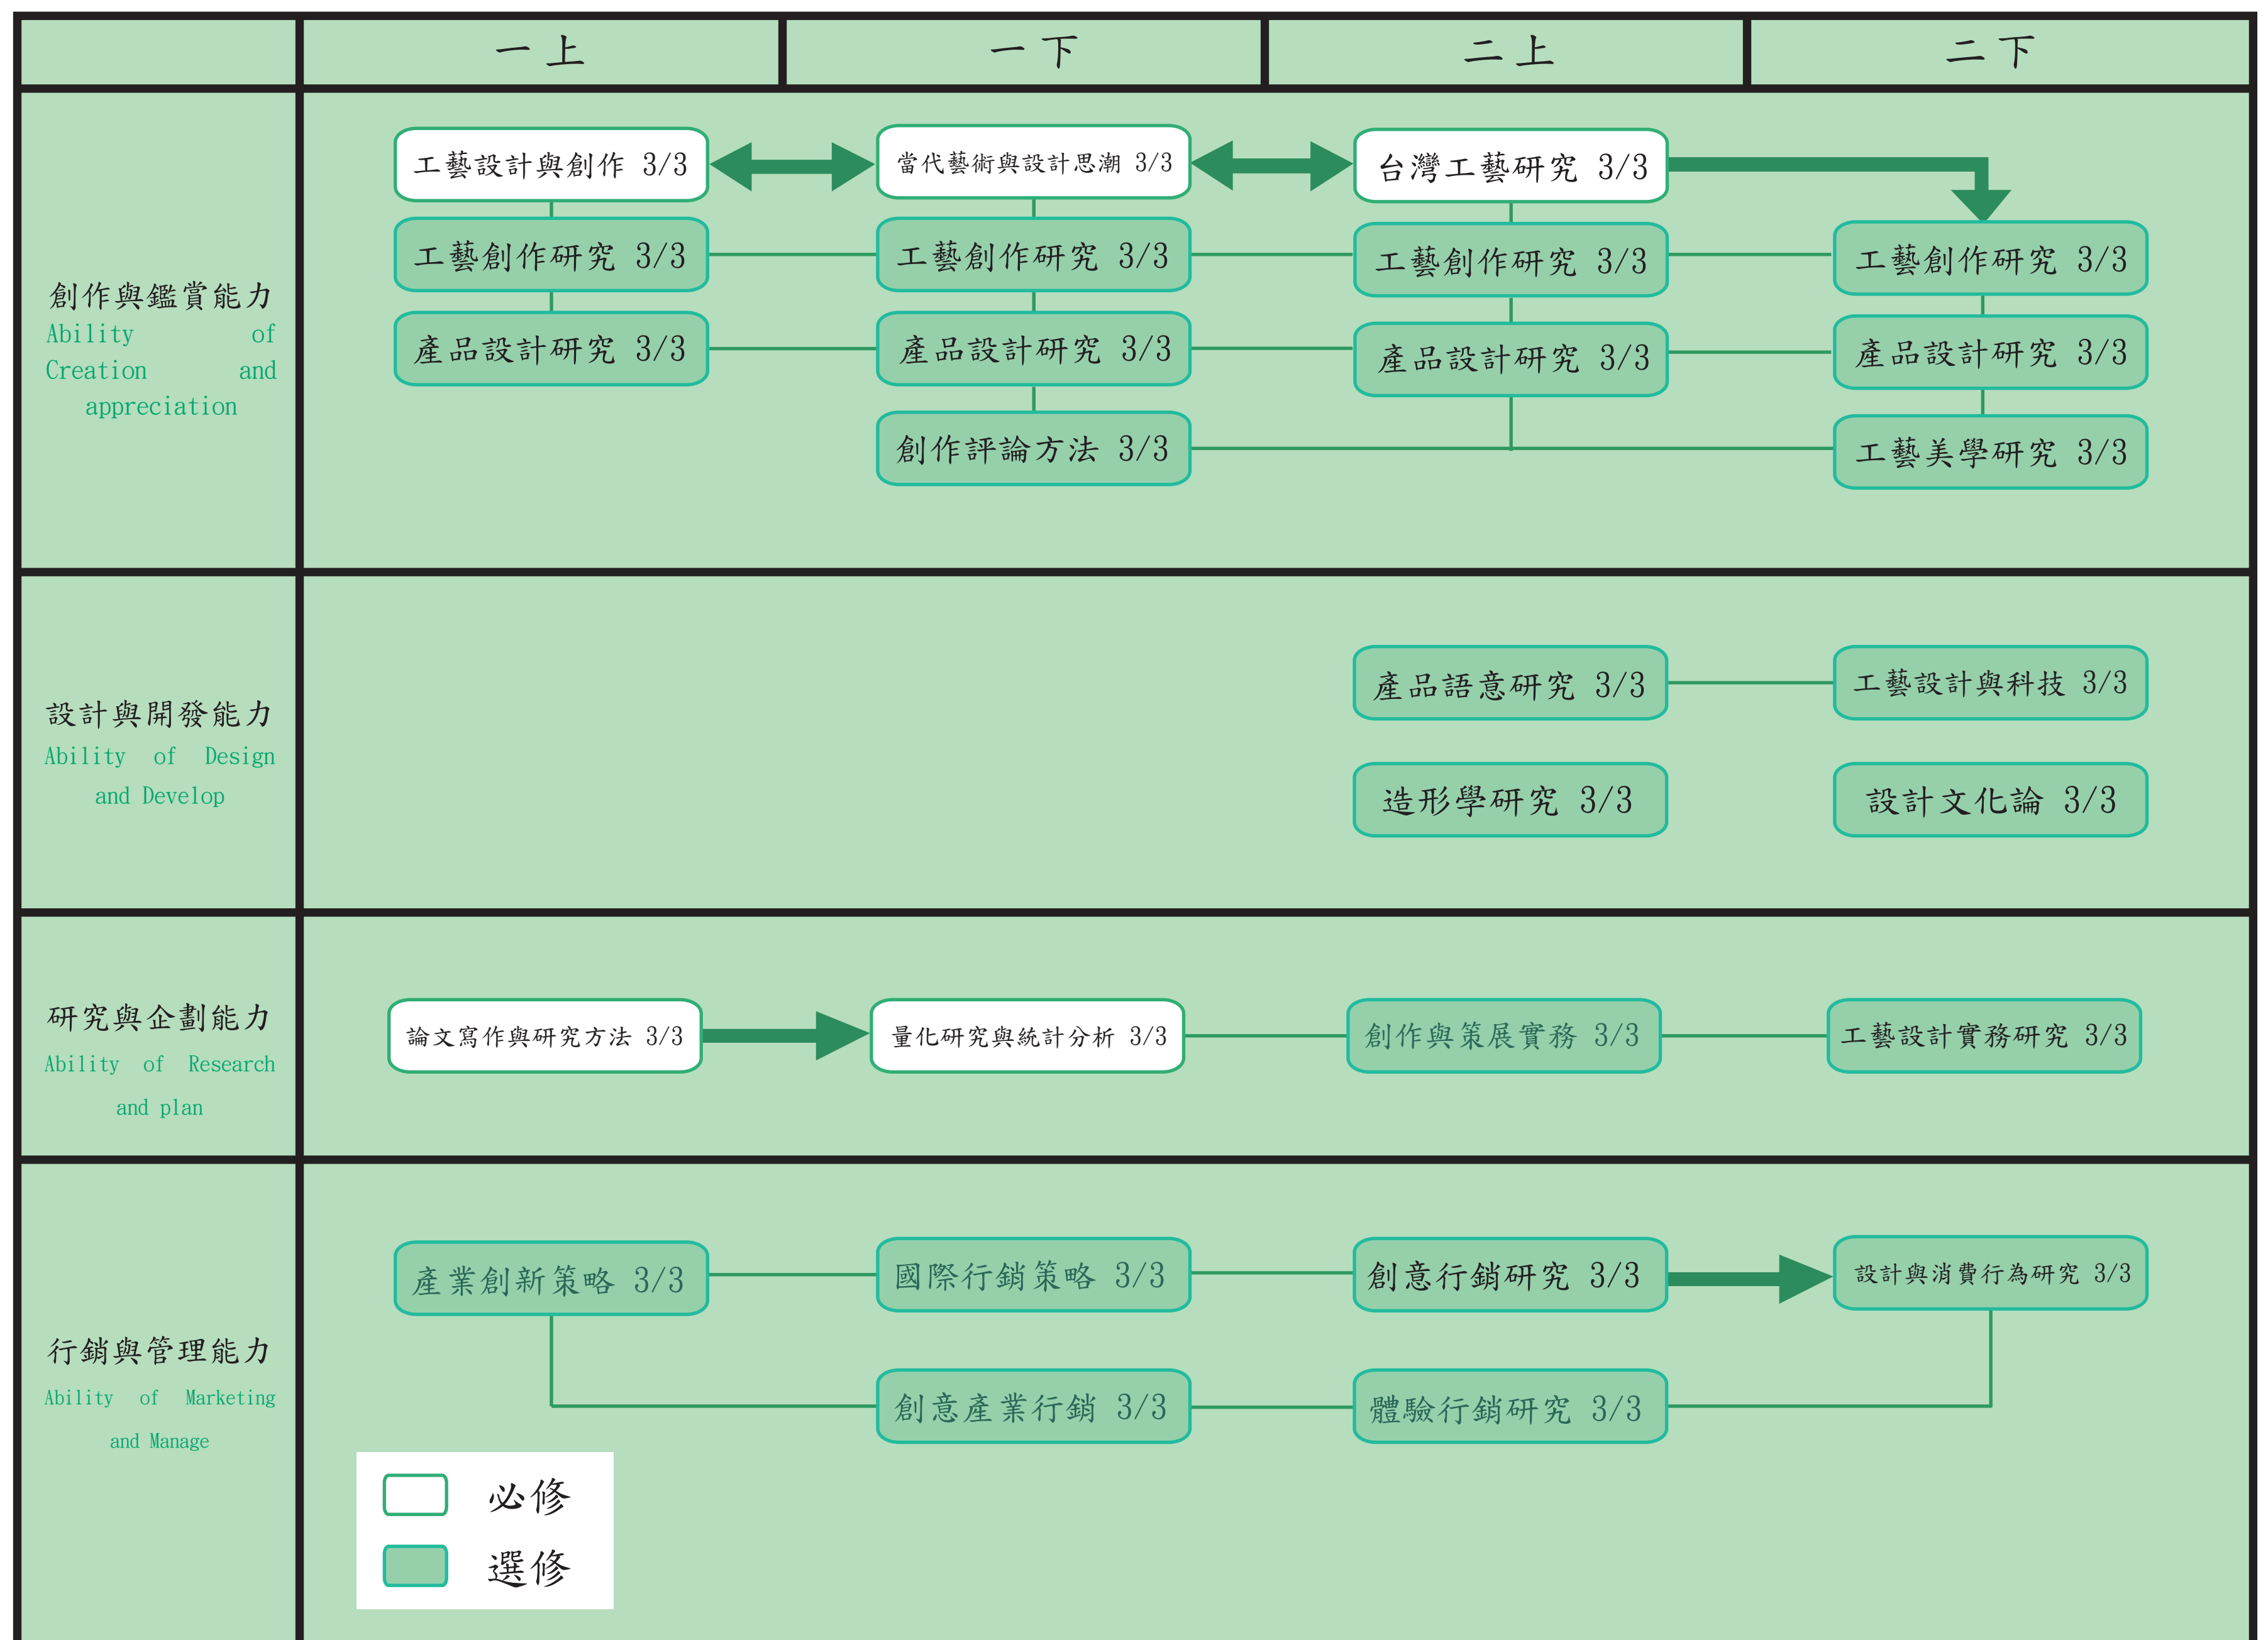 一上
一下
二上
二下
創作與鑑賞能力
Ability of
Creation and
appreciation
工藝設計與創作 3/3
當代藝術與設計思潮 3/3
台灣工藝研究 3/3
工藝創作研究 3/3
工藝創作研究 3/3
工藝創作研究 3/3
工藝創作研究 3/3
產品設計研究 3/3
產品設計研究 3/3
產品設計研究 3/3
產品設計研究 3/3
創作評論方法 3/3
工藝美學研究 3/3
設計與開發能力
Ability of Design
and Develop
產品語意研究 3/3
工藝設計與科技 3/3
造形學研究 3/3
設計文化論 3/3
研究與企劃能力
Ability of Research
and plan
論文寫作與研究方法 3/3
量化研究與統計分析 3/3
創作與策展實務 3/3
工藝設計實務研究 3/3
行銷與管理能力
Ability of Marketing
and Manage
產業創新策略 3/3
國際行銷策略 3/3
創意行銷研究 3/3
設計與消費行為研究 3/3
創意產業行銷 3/3
體驗行銷研究 3/3
必修
選修